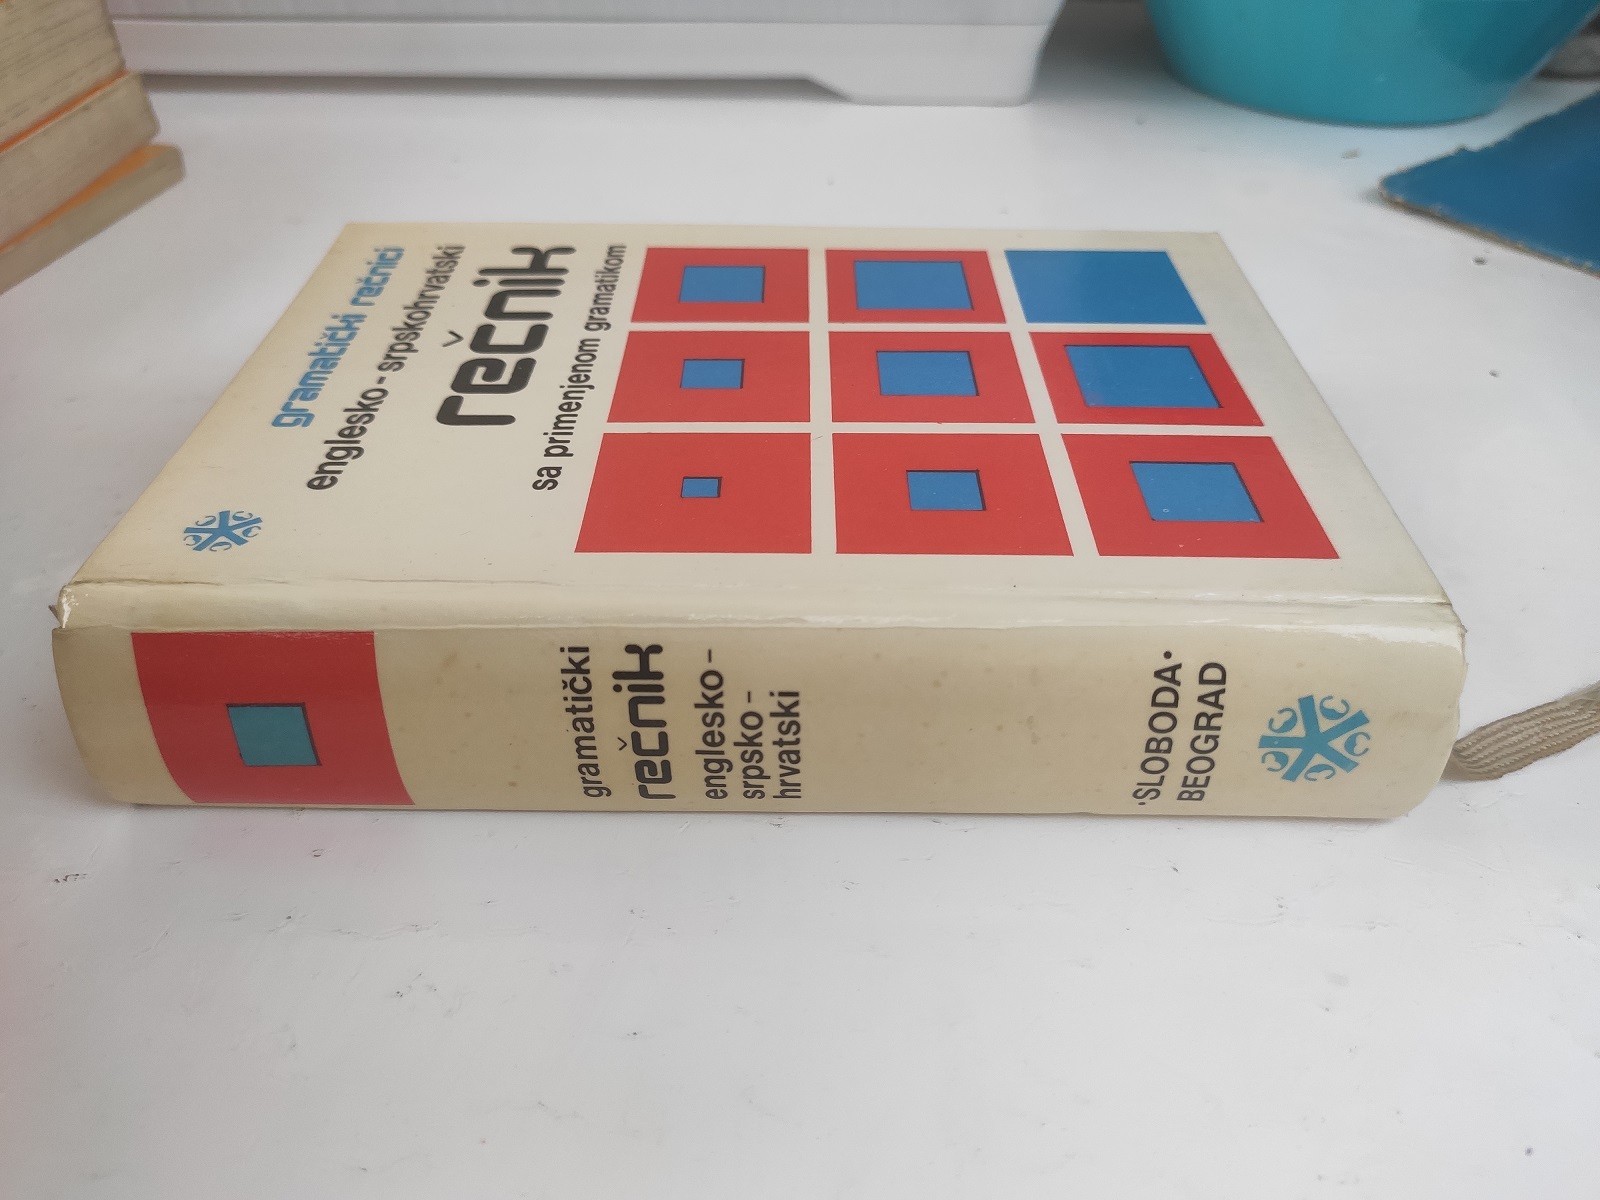 gramatički rečnici
englesko-srpskohrvatski
rečnik
sa primenjenom gramatikom
gramatički
rečnik
englesko-
srpsko-
hrvatski
·SLOBODA·
BEOGRAD